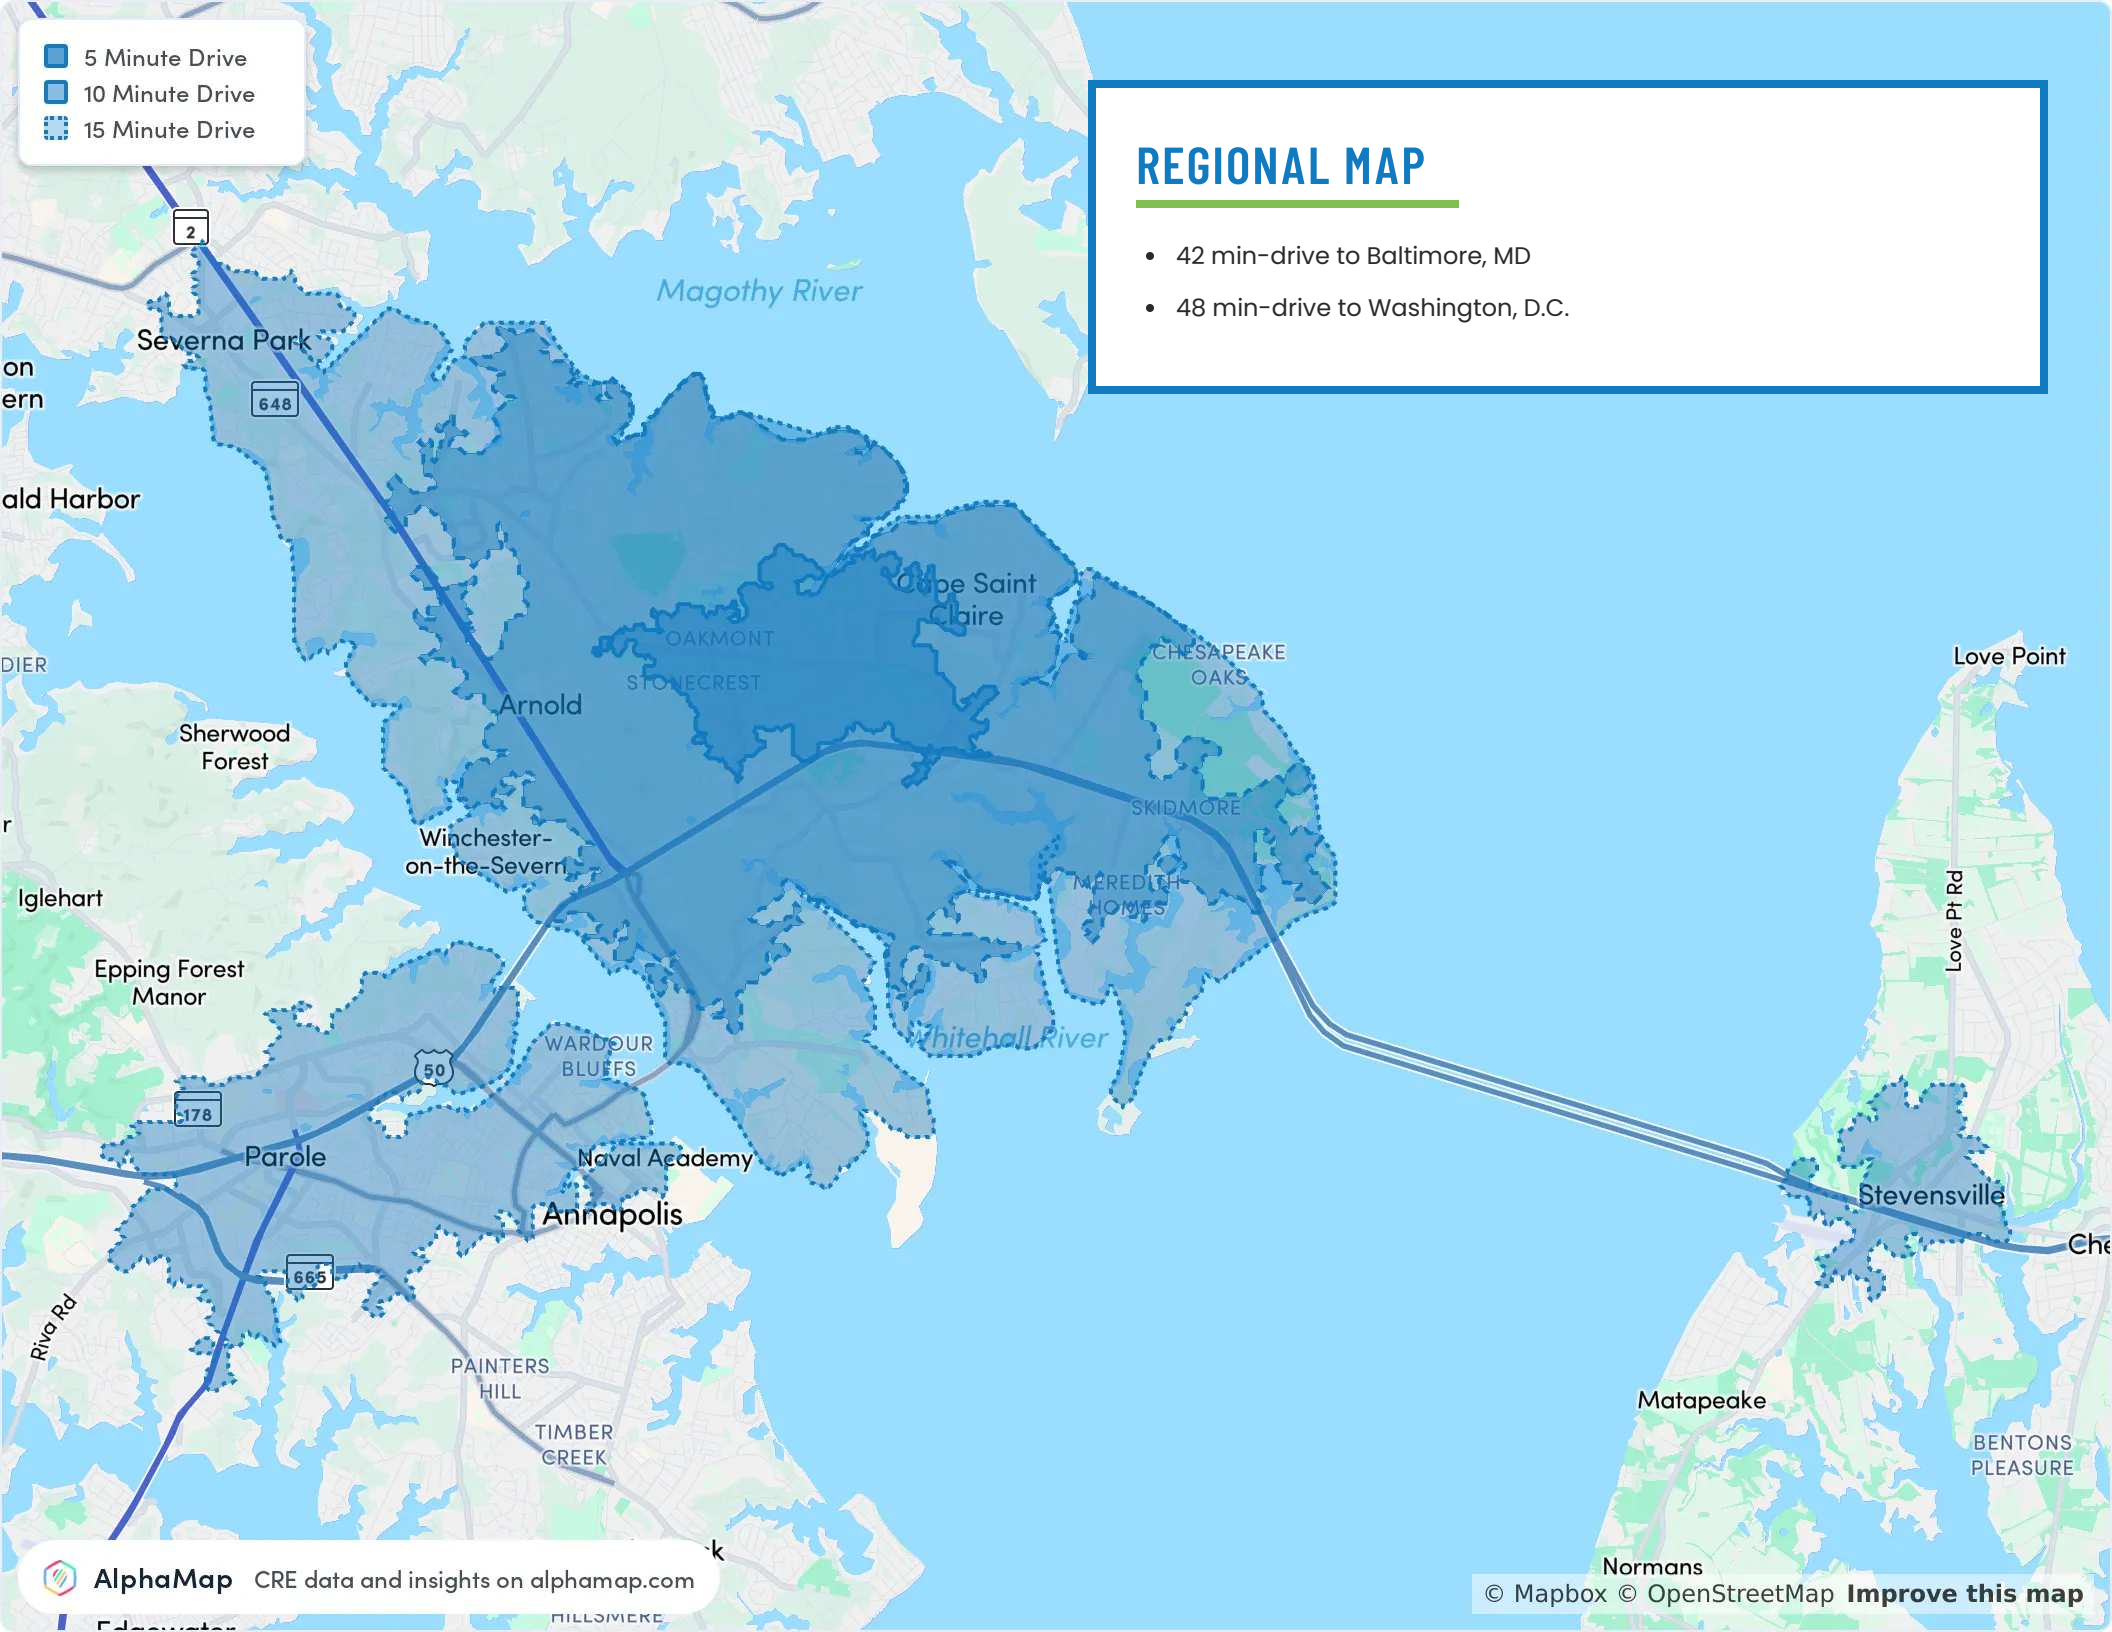 5 Minute Drive
10 Minute Drive
15 Minute Drive
REGIONAL MAP
• 42 min-drive to Baltimore, MD
• 48 min-drive to Washington, D.C.
2
Magothy River
Severna Park
on
ern
648
ald Harbor
Cape Saint
Claire
OAKMONT
CHESAPEAKE
OAKS
Love Point
DIER
STONECREST
Arnold
Sherwood
Forest
SKIDMORE
r
Winchester-
on-the-Severn
MEREDITH
HOMES
Iglehart
Love Pt Rd
Epping Forest
Manor
Whitehall River
WARDOUR
BLUFFS
50
178
Parole
Naval Academy
Stevensville
Annapolis
Che
665
Riva Rd
PAINTERS
HILL
Matapeake
TIMBER
CREEK
BENTONS
PLEASURE
k
Normans
AlphaMap CRE data and insights on alphamap.com
© Mapbox © OpenStreetMap Improve this map
HILLSMERE
Edgewater